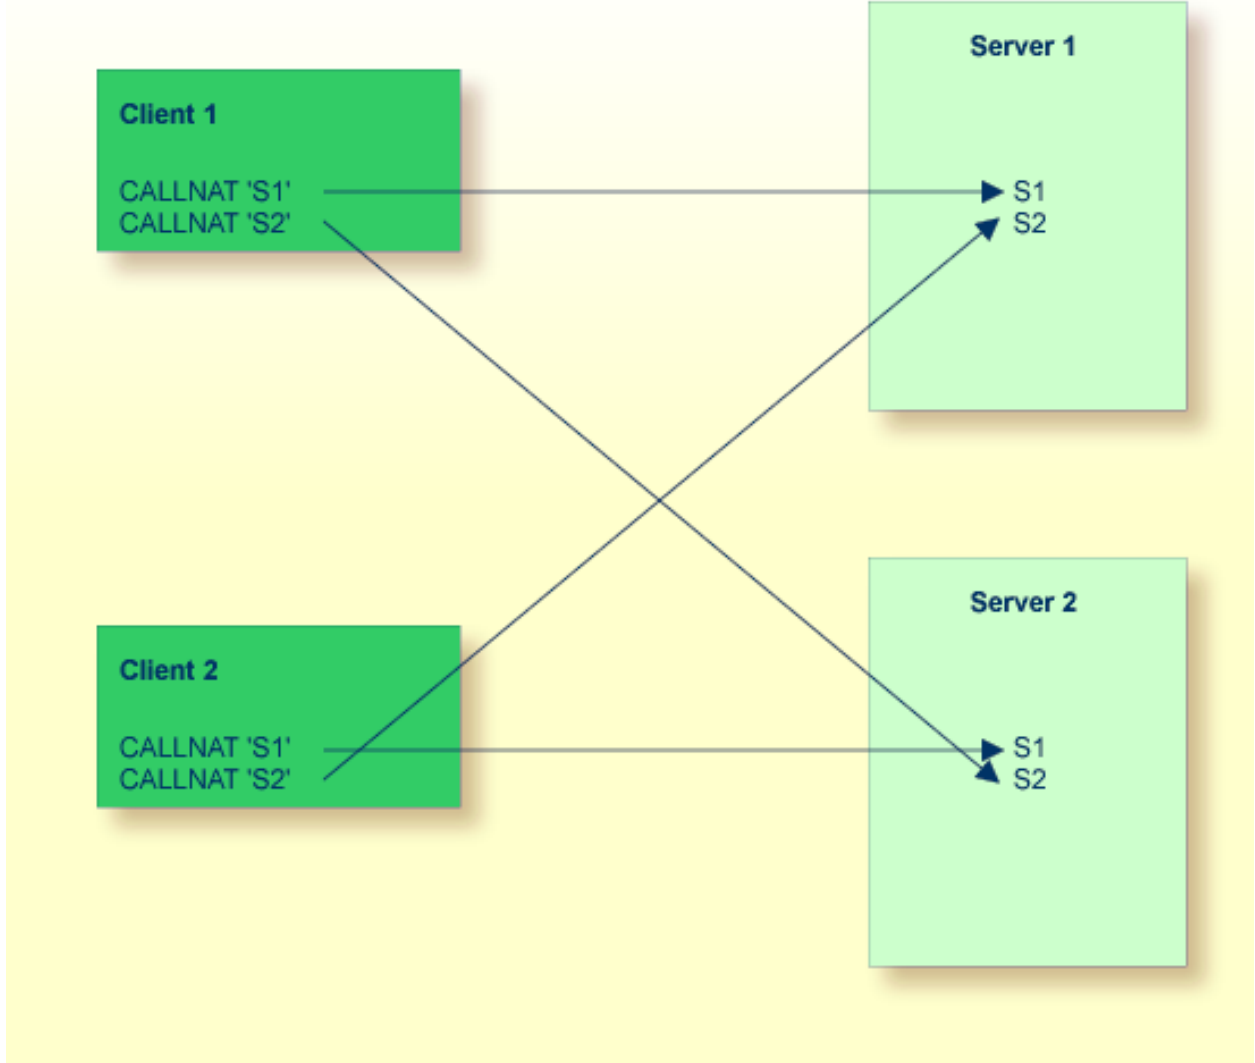 Server 1
Client 1
CALLNAT 'S1'
S1
CALLNAT 'S2'
S2
Server 2
Client 2
CALLNAT 'S1'
S1
CALLNAT 'S2'
S2